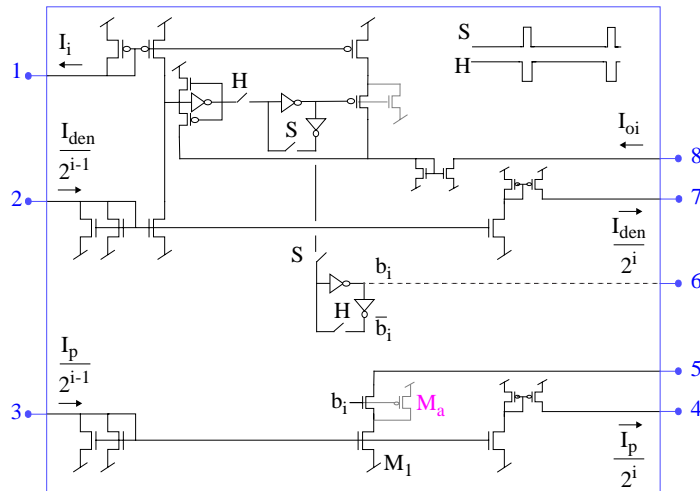 S
H
I_i
1
H
S
I_oi
8
I_den
2^i-1
2
7
I_den
2^i
S
b_i
6
H
b̅_i
I_p
2^i-1
5
b_i
M_a
3
4
M_1
I_p
2^i